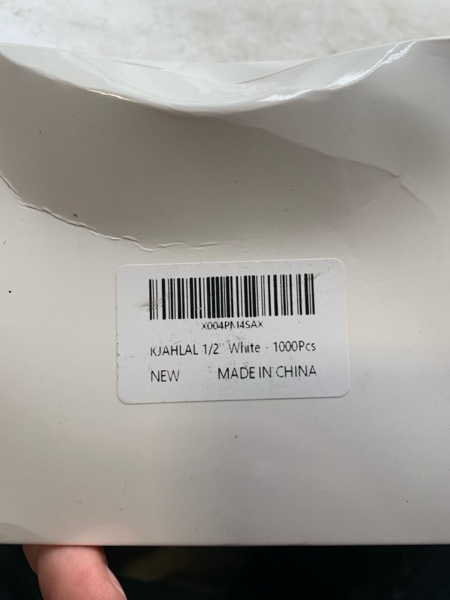 X004PM4SAX
KJAHLAL 1/2" White - 1000Pcs
NEW MADE IN CHINA